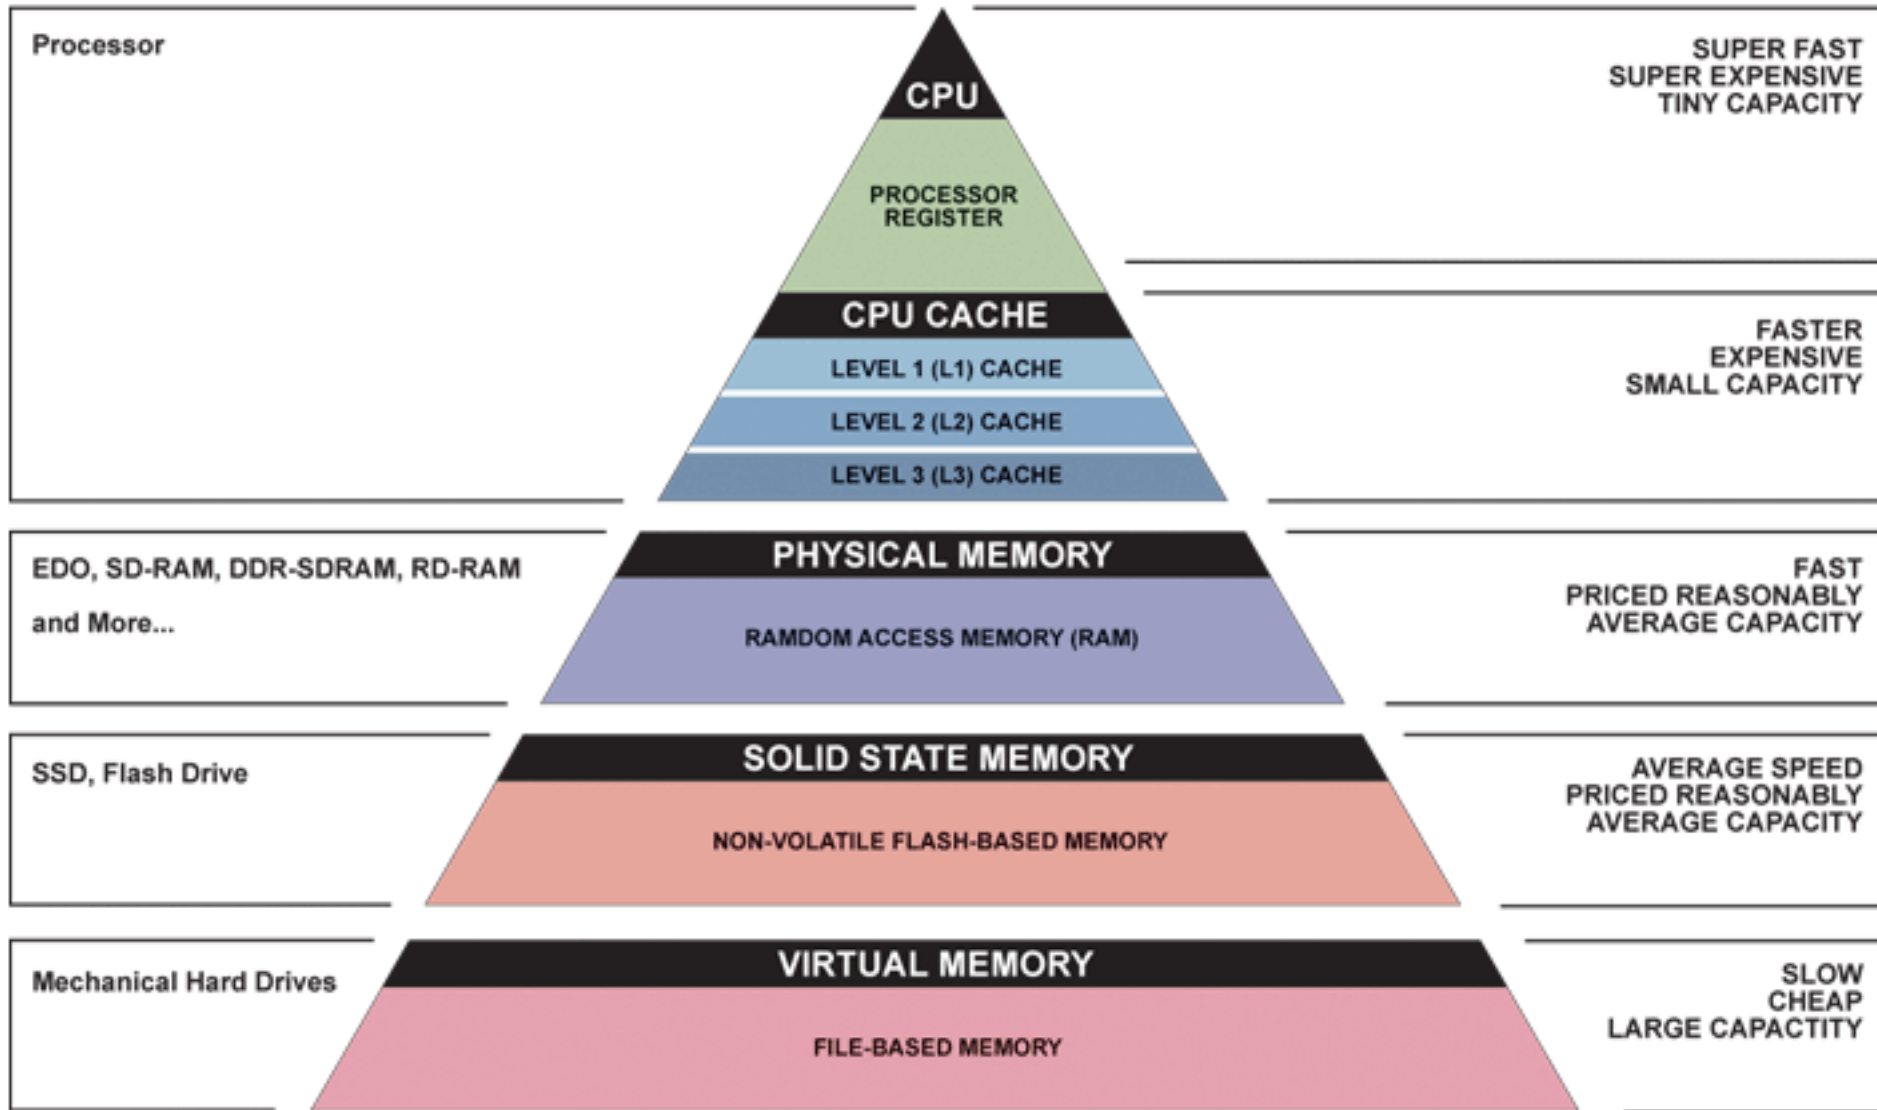 Processor
CPU
SUPER FAST
SUPER EXPENSIVE
TINY CAPACITY
PROCESSOR
REGISTER
CPU CACHE
FASTER
EXPENSIVE
SMALL CAPACITY
LEVEL 1 (L1) CACHE
LEVEL 2 (L2) CACHE
LEVEL 3 (L3) CACHE
EDO, SD-RAM, DDR-SDRAM, RD-RAM
and More...
PHYSICAL MEMORY
RAMDOM ACCESS MEMORY (RAM)
FAST
PRICED REASONABLY
AVERAGE CAPACITY
SSD, Flash Drive
SOLID STATE MEMORY
NON-VOLATILE FLASH-BASED MEMORY
AVERAGE SPEED
PRICED REASONABLY
AVERAGE CAPACITY
Mechanical Hard Drives
VIRTUAL MEMORY
FILE-BASED MEMORY
SLOW
CHEAP
LARGE CAPACTITY